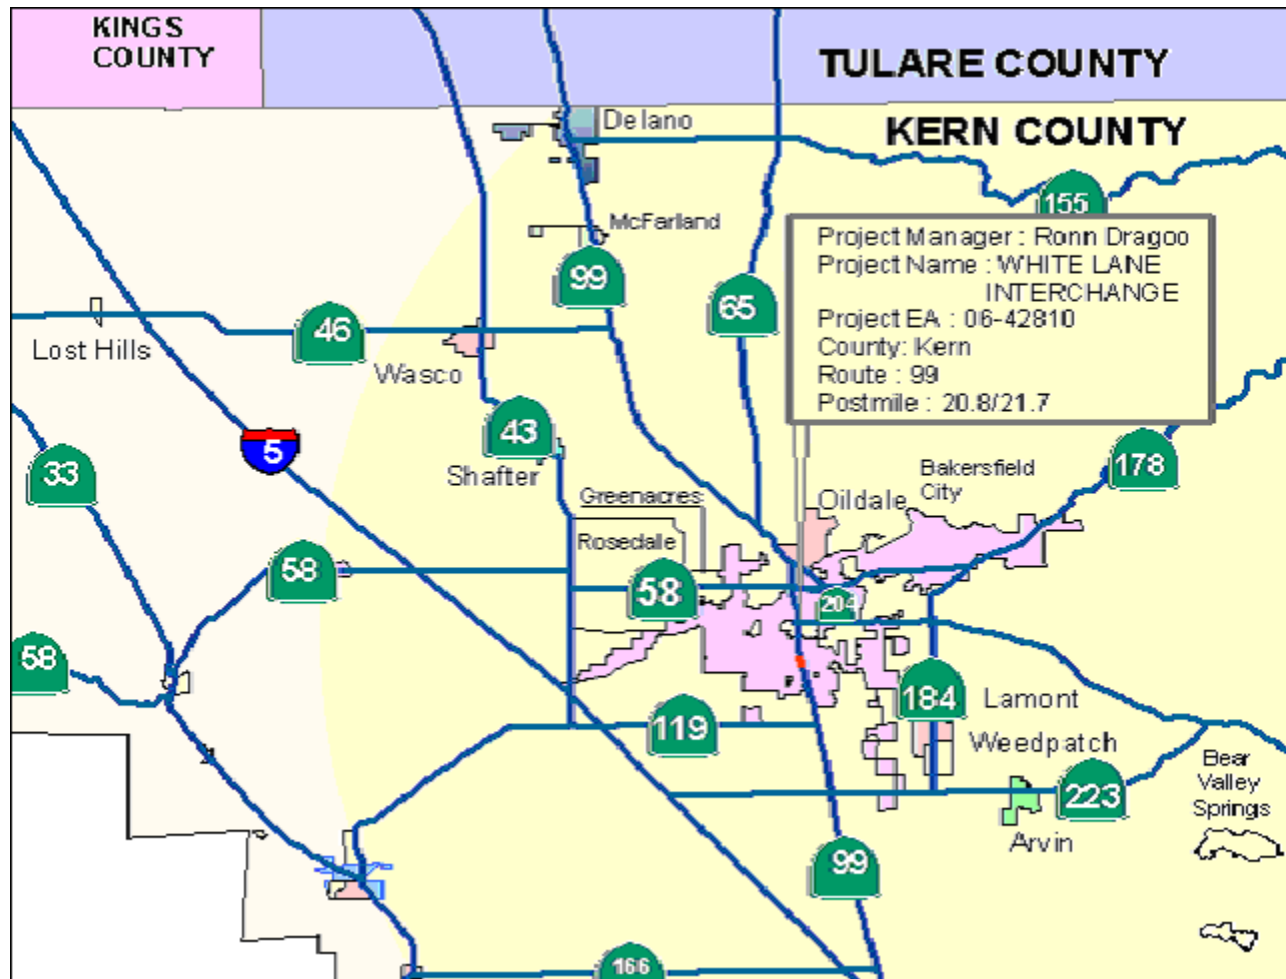 KINGS
COUNTY
TULARE COUNTY
KERN COUNTY
Delano
155
McFarland
Project Manager : Ronn Dragoo
Project Name : WHITE LANE
INTERCHANGE
Project EA : 06-42810
County: Kern
Route : 99
Postmile : 20.8/21.7
99
65
46
Lost Hills
Wasco
43
5
33
Shafter
178
Bakersfield
City
Greenacres
Oildale
Rosedale
58
58
204
58
184
Lamont
119
Weedpatch
Bear
Valley
Springs
223
Arvin
99
166